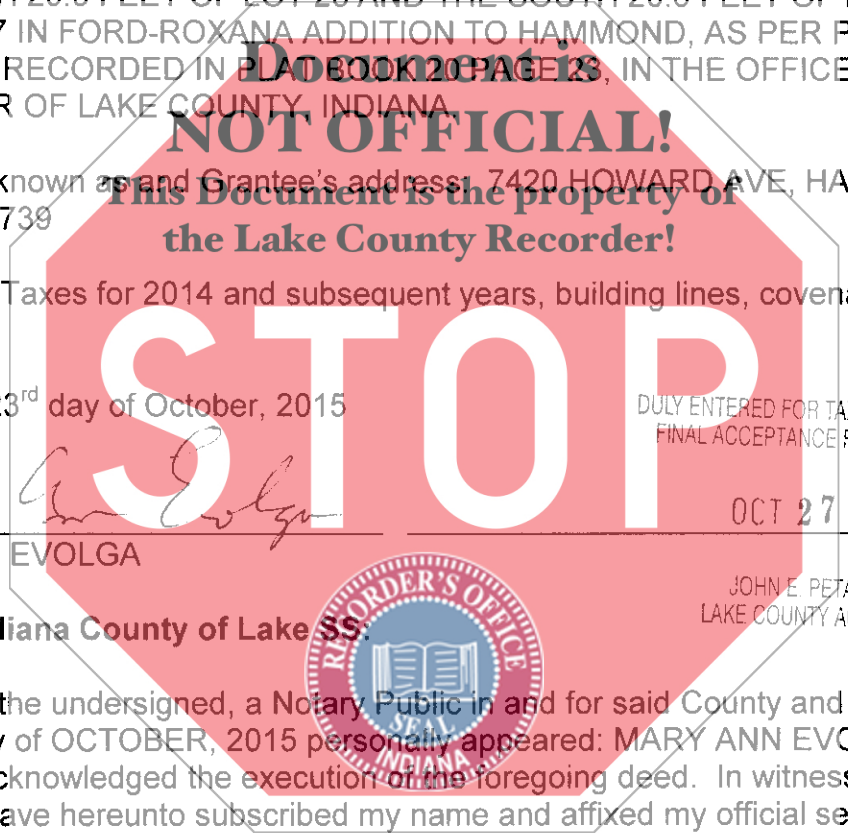 IN FORD-ROXANA ADDITION TO HAMMOND, AS PER
RECORDED IN PLAT BOOK 20 PAGE 23, IN THE OFFICE
R OF LAKE COUNTY, INDIANA.
Document is
NOT OFFICIAL!
This Document is the property of
the Lake County Recorder!
known as and Grantee's address: 7420 HOWARD AVE, HA
739
Taxes for 2014 and subsequent years, building lines, covena
STOP
3rd day of October, 2015
DULY ENTERED FOR TA
FINAL ACCEPTANCE
OCT 27
EVOLGA
JOHN E. PETA
LAKE COUNTY A
diana County of Lake SS:
RECORDER'S OFFICE
SEAL
INDIANA
the undersigned, a Notary Public in and for said County and
of OCTOBER, 2015 personally appeared: MARY ANN EVO
cknowledged the execution of the foregoing deed. In witness
ave hereunto subscribed my name and affixed my official se